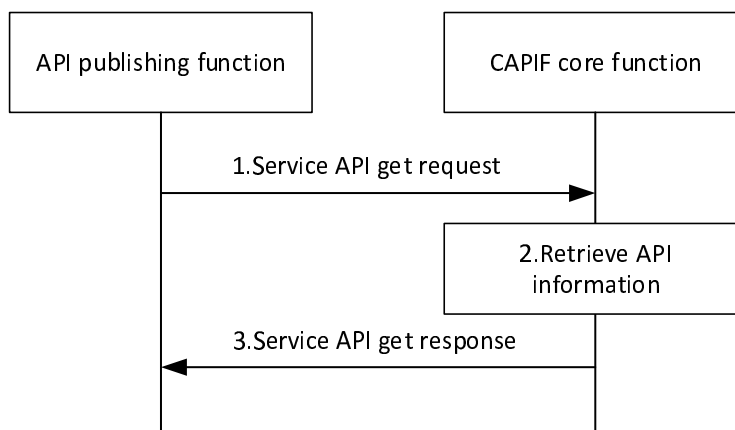 API publishing function
CAPIF core function
1.Service API get request
2.Retrieve API
information
3.Service API get response